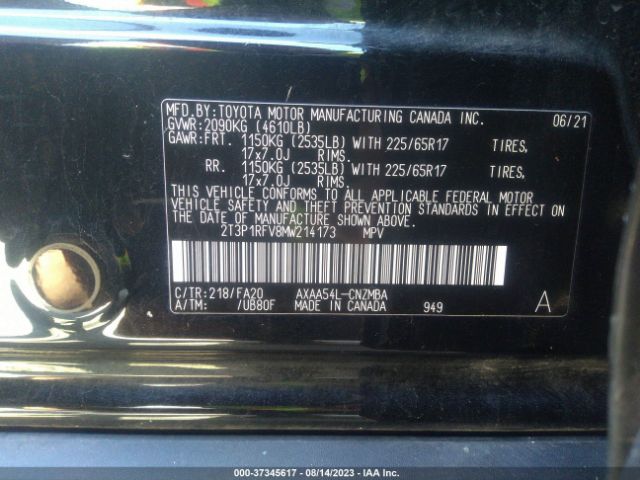 MFD. BY: TOYOTA MOTOR MANUFACTURING CANADA INC. 06/21
GVWR: 2090KG (4610LB)
GAWR: FRT. 1150KG (2535LB) WITH 225/65R17 TIRES,
17x7.0J RIMS.
RR. 1150KG (2535LB) WITH 225/65R17 TIRES,
17x7.0J RIMS.
THIS VEHICLE CONFORMS TO ALL APPLICABLE FEDERAL MOTOR
VEHICLE SAFETY AND THEFT PREVENTION STANDARDS IN EFFECT ON
THE DATE OF MANUFACTURE SHOWN ABOVE.
2T3P1RFV8MW214173 MPV
C/TR: 218/FA20 AXAA54L-CNZMBA
A/TM: /UB80F MADE IN CANADA 949 A
000-37345617 - 08/14/2023 - IAA Inc.